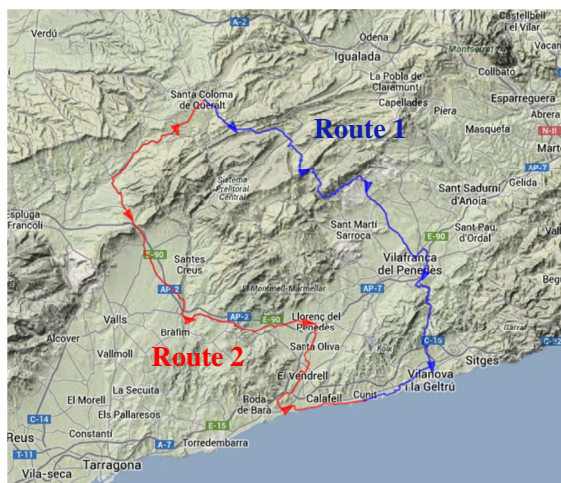 Castellbell
i el Vilar
Verdú
A-2
Odena
Igualada
Montserrat
Vacar
Collbató
La Pobla de
Claramunt
Santa Coloma
de Queralt
Capellades
Esparreguera
Piera
Abrera
Route 1
N-II
Masquefa
Marto
AP-7
Sistema
Prelitoral
Central
Gelida
Sant Sadurní
d'Anoia
Espluga
Francolí
Sant Martí
Sarroca
E-90
Sant Pau
d'Ordal
E-90
Santes
Creus
Vilafranca
del Penedès
Va
AP-2
El Montmell-Marmellar
AP-7
Beg
Valls
AP-2
E-90
Llorenç del
Penedès
Bràfim
Garraf
Alcover
Route 2
Santa Oliva
Foix
C-15
C-32
Vallmoll
Sitges
El Vendrell
Vilanova
i la Geltrú
La Secuita
El Morell
Roda
de Barà
Calafell
Cunit
Els Pallaresos
C-14
E-15
Constantí
Reus
A-7
Torredembarra
T-11
Tarragona
Vila-seca